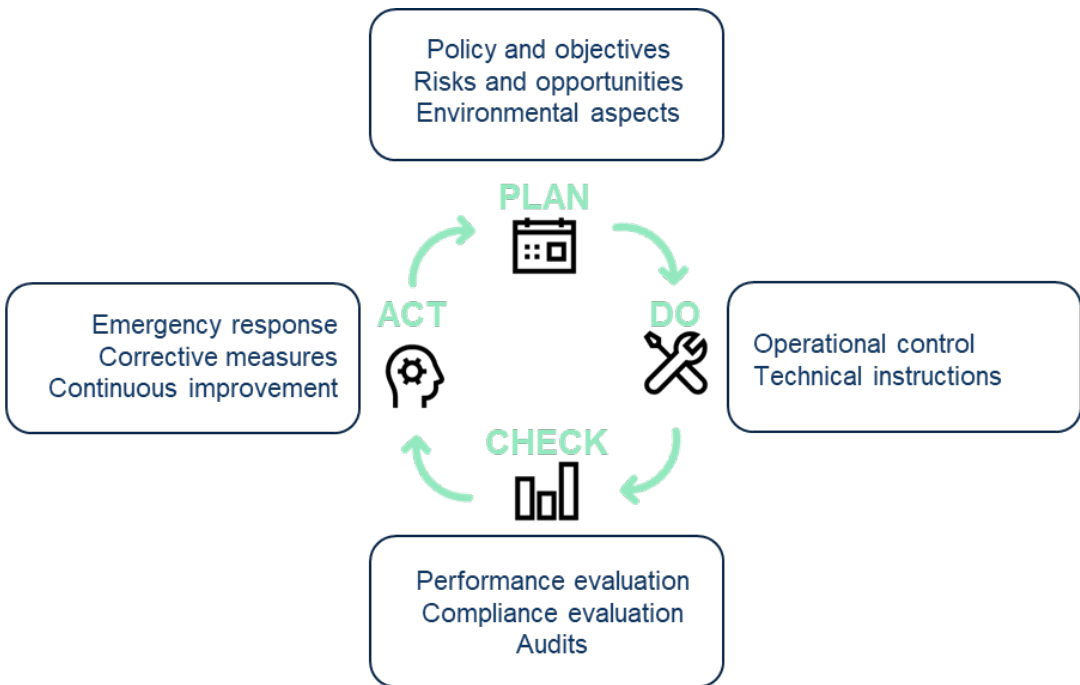 Policy and objectives
Risks and opportunities
Environmental aspects
PLAN
ACT
DO
Emergency response
Corrective measures
Continuous improvement
Operational control
Technical instructions
CHECK
Performance evaluation
Compliance evaluation
Audits